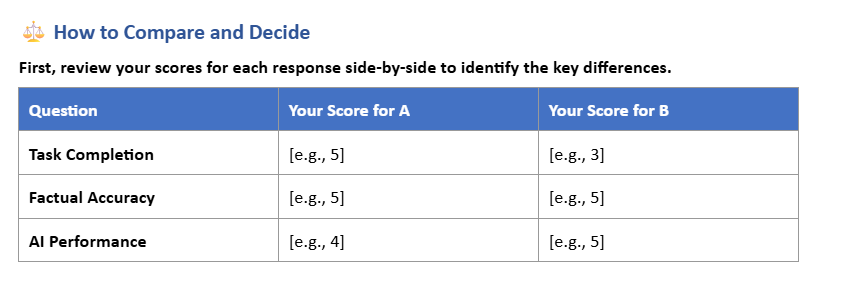 How to Compare and Decide
First, review your scores for each response side-by-side to identify the key differences.
Question Your Score for A Your Score for B
Task Completion [e.g., 5] [e.g., 3]
Factual Accuracy [e.g., 5] [e.g., 5]
AI Performance [e.g., 4] [e.g., 5]